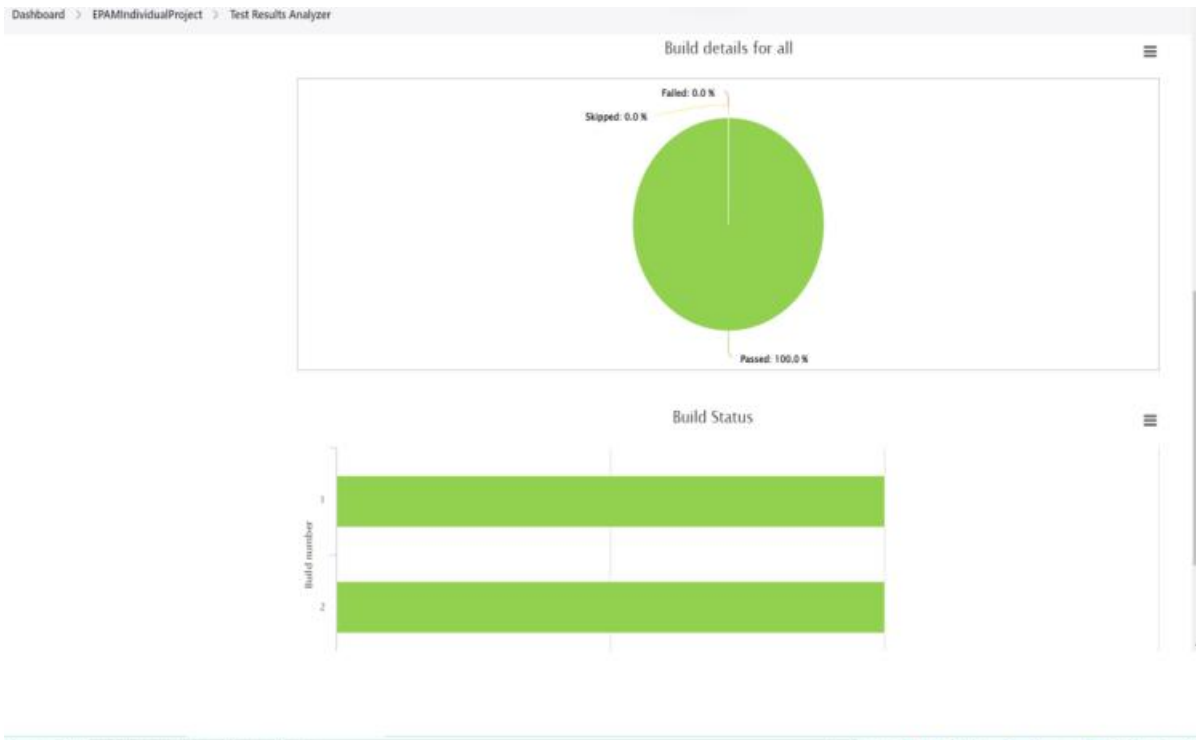 Dashboard > EPAMIndividualProject > Test Results Analyzer
Build details for all
Failed: 0.0 %
Skipped: 0.0 %
Passed: 100.0 %
Build Status
Build number
2